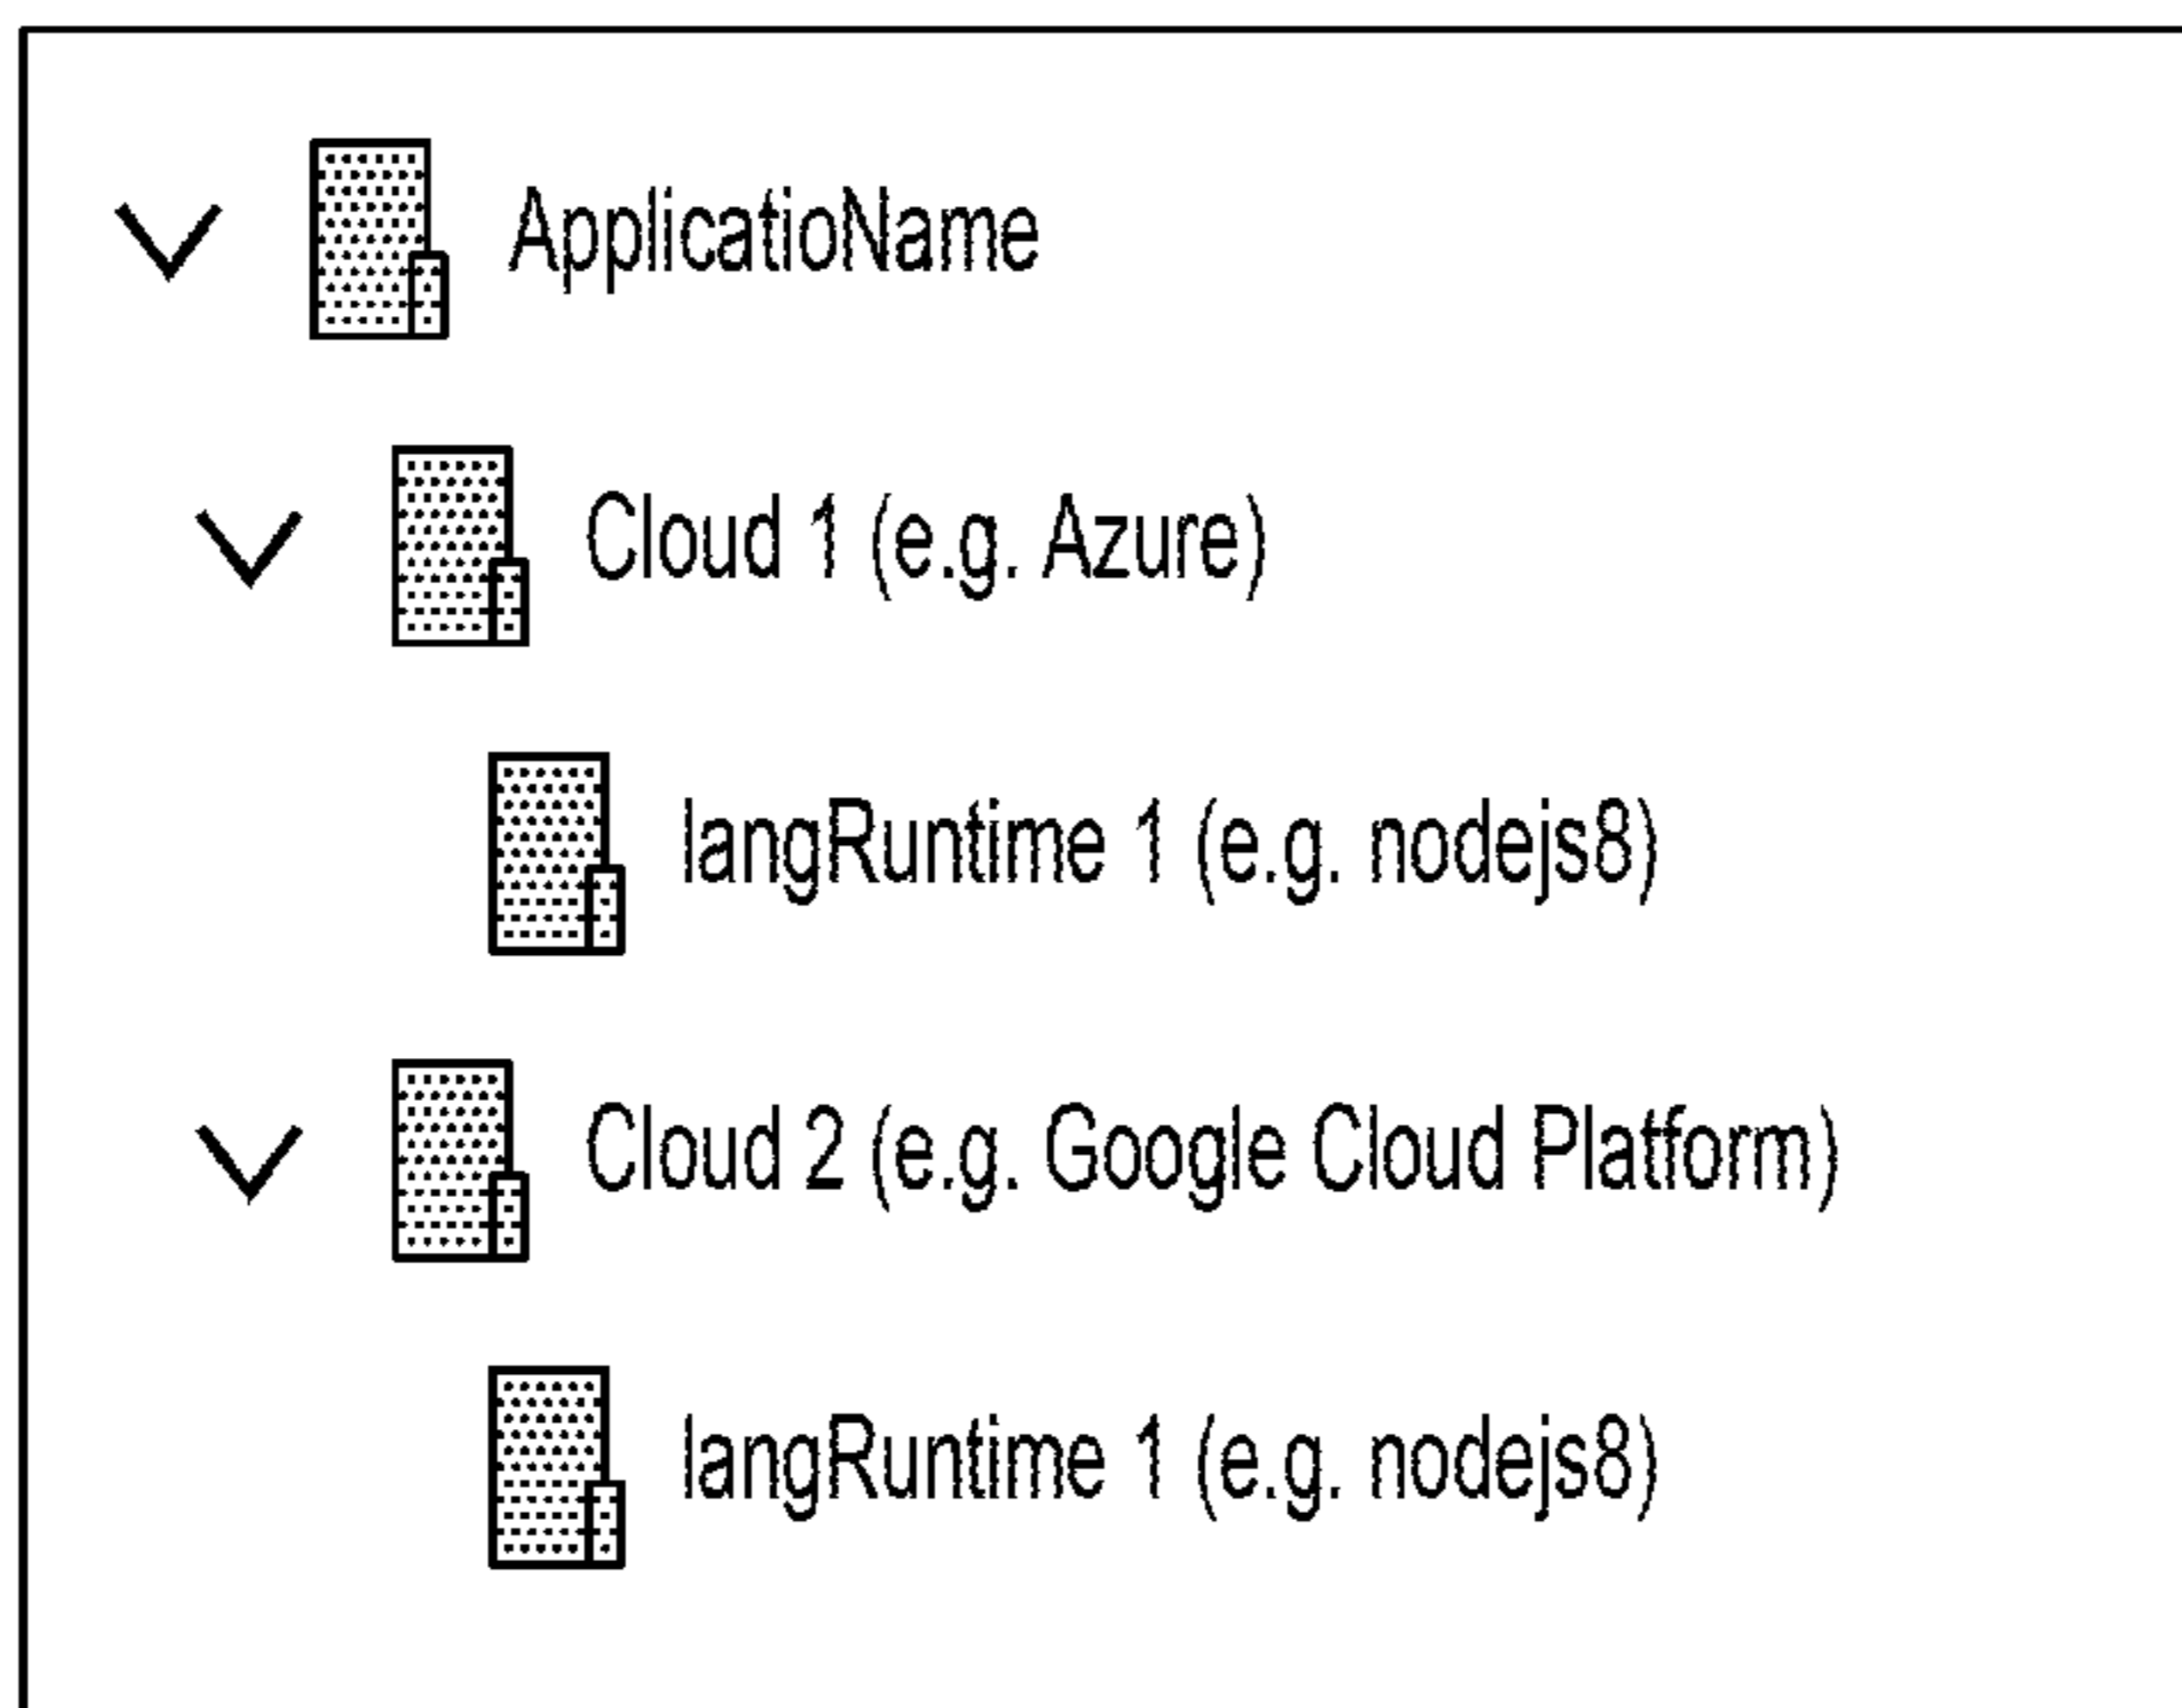 ApplicatioName
Cloud 1 (e.g. Azure)
langRuntime 1 (e.g. nodejs8)
Cloud 2 (e.g. Google Cloud Platform)
langRuntime 1 (e.g. nodejs8)